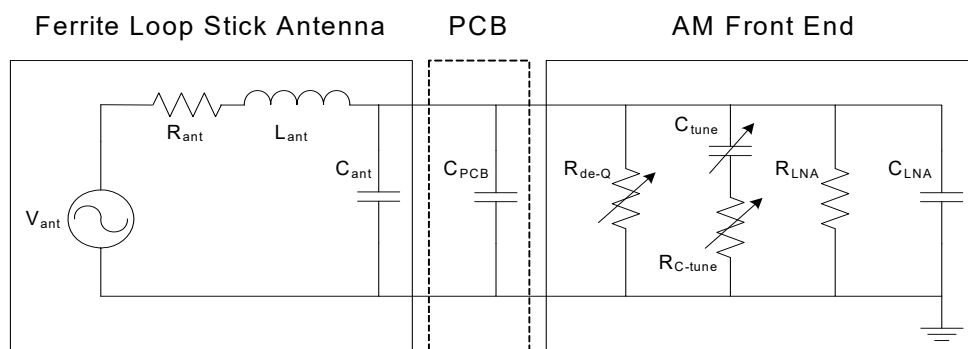 Ferrite Loop Stick Antenna
PCB
AM Front End
Rant
Lant
Cant
CPCB
Rde-Q
Ctune
RC-tune
RLNA
CLNA
Vant